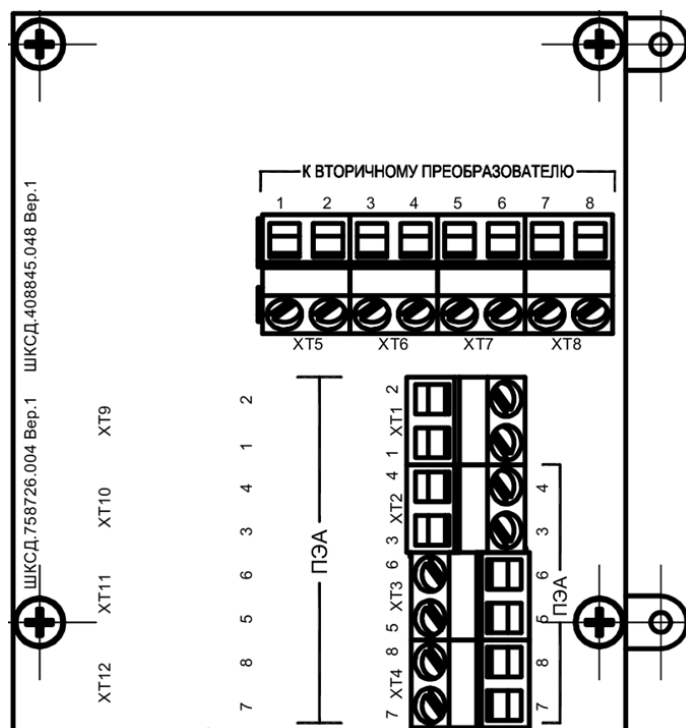 К ВТОРИЧНОМУ ПРЕОБРАЗОВАТЕЛЮ
1 2 3 4 5 6 7 8
XT5 XT6 XT7 XT8
ШКСД.408845.048 Вер.1
ШКСД.758726.004 Вер.1
XT9
XT10
XT11
XT12
2
1
4
3
6
5
8
7
ПЭА
2
XT1
1
4
XT2
3
6
XT3
5
8
XT4
7
4
3
6
5
8
7
ПЭА